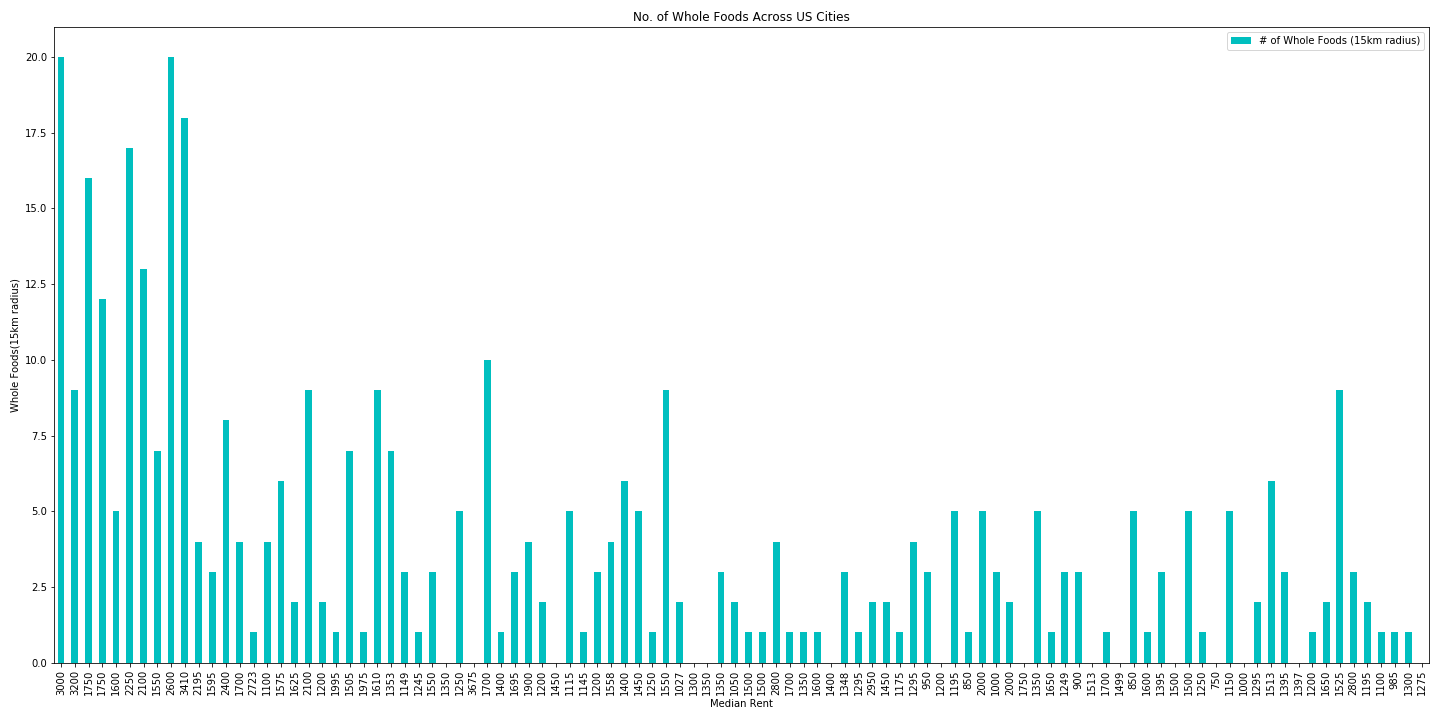 No. of Whole Foods Across US Cities
# of Whole Foods (15km radius)
Whole Foods(15km radius)
20.0
17.5
15.0
12.5
10.0
7.5
5.0
2.5
0.0
3000 3200 1750 1750 1600 2250 2100 1550 2600 3410 2195 1595 2400 1700 2723 1100 1575 1625 2100 1200 1995 1505 1975 1610 1353 1149 1245 1550 1350 1250 3675 1700 1400 1695 1900 1200 1450 1115 1145 1200 1558 1400 1450 1250 1550 1027 1300 1350 1350 1050 1500 1500 2800 1700 1350 1600 1400 1348 1295 2950 1450 1175 1295 950 1200 1195 850 2000 1000 2000 1750 1350 1650 1249 900 1513 1700 1499 850 1600 1395 1500 1500 1250 750 1150 1000 1295 1513 1395 1397 1200 1650 1525 2800 1195 1100 985 1300 1275
Median Rent